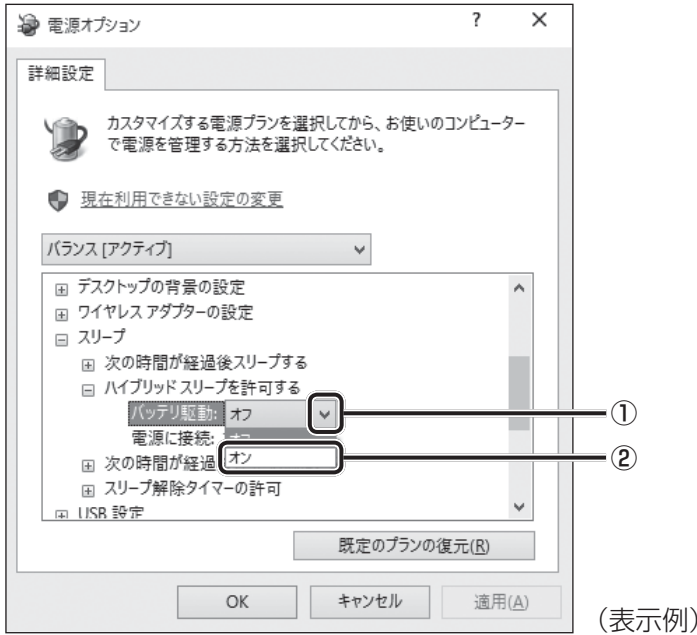 電源オプション ? ×
詳細設定
カスタマイズする電源プランを選択してから、お使いのコンピューター
で電源を管理する方法を選択してください。
現在利用できない設定の変更
バランス [アクティブ]
デスクトップの背景の設定
ワイヤレス アダプターの設定
スリープ
次の時間が経過後スリープする
ハイブリッド スリープを許可する
バッテリ駆動: オフ
①
電源に接続: オフ
次の時間が経過
オン
②
スリープ解除タイマーの許可
USB 設定
既定のプランの復元(R)
OK キャンセル 適用(A)
(表示例)